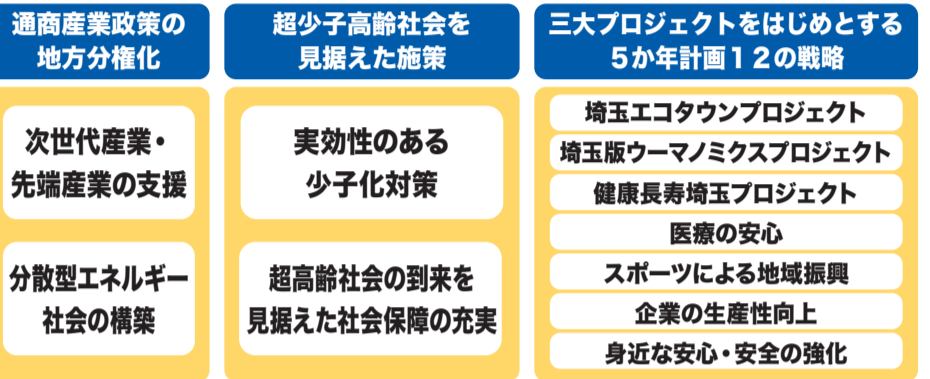 通商産業政策の
地方分権化
次世代産業・
先端産業の支援
分散型エネルギー
社会の構築
超少子高齢社会を
見据えた施策
実効性のある
少子化対策
超高齢社会の到来を
見据えた社会保障の充実
三大プロジェクトをはじめとする
5か年計画12の戦略
埼玉エコタウンプロジェクト
埼玉版ウーマノミクスプロジェクト
健康長寿埼玉プロジェクト
医療の安心
スポーツによる地域振興
企業の生産性向上
身近な安心・安全の強化